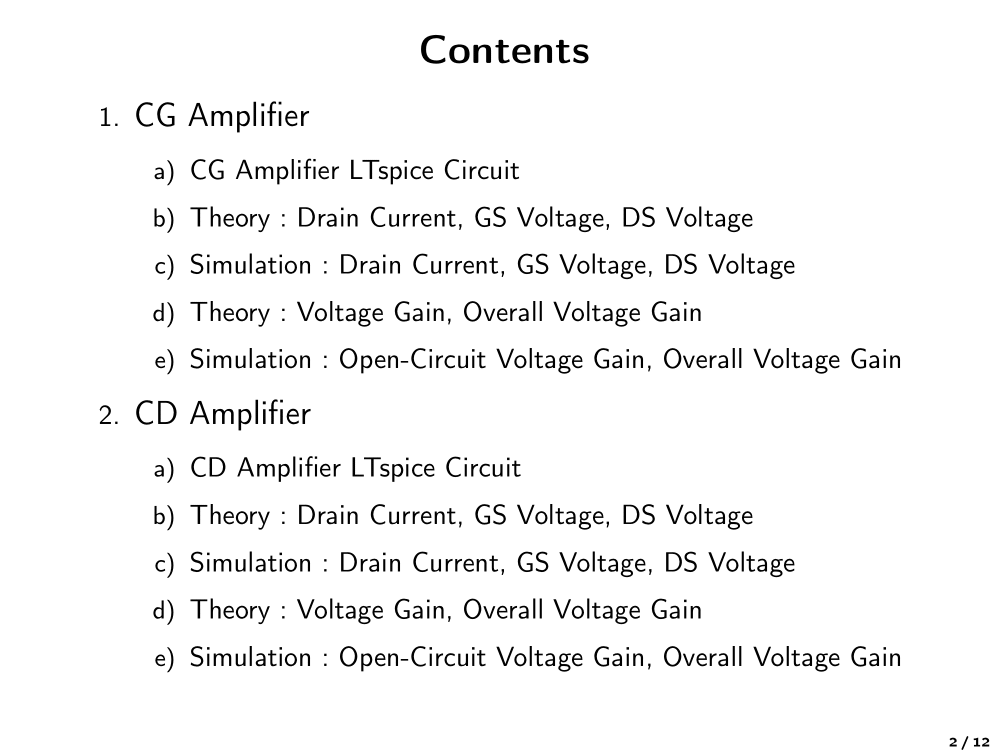 Contents
1. CG Amplifier
a) CG Amplifier LTspice Circuit
b) Theory : Drain Current, GS Voltage, DS Voltage
c) Simulation : Drain Current, GS Voltage, DS Voltage
d) Theory : Voltage Gain, Overall Voltage Gain
e) Simulation : Open-Circuit Voltage Gain, Overall Voltage Gain
2. CD Amplifier
a) CD Amplifier LTspice Circuit
b) Theory : Drain Current, GS Voltage, DS Voltage
c) Simulation : Drain Current, GS Voltage, DS Voltage
d) Theory : Voltage Gain, Overall Voltage Gain
e) Simulation : Open-Circuit Voltage Gain, Overall Voltage Gain
2 / 12